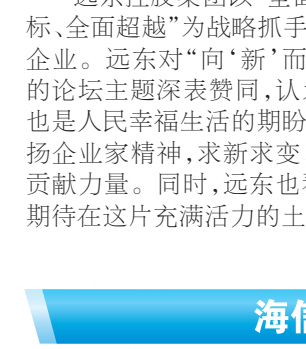 远东控股集团以“全面
标、全面超越”为战略抓手
企业。远东对“向‘新’而
的论坛主题深表赞同,认
也是人民幸福生活的期盼
扬企业家精神,求新求变
贡献力量。同时,远东也
期待在这片充满活力的土
海信